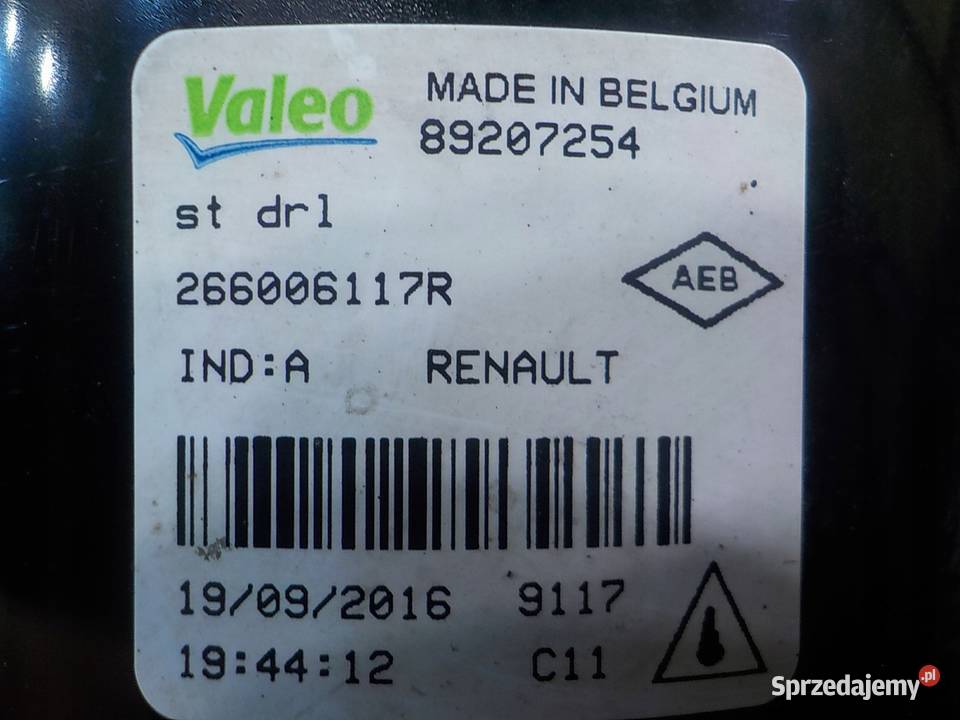 Valeo
MADE IN BELGIUM
89207254
st drl
266006117R
AEB
IND:A RENAULT
19/09/2016 9117
19:44:12 C11
Sprzedajemy.pl